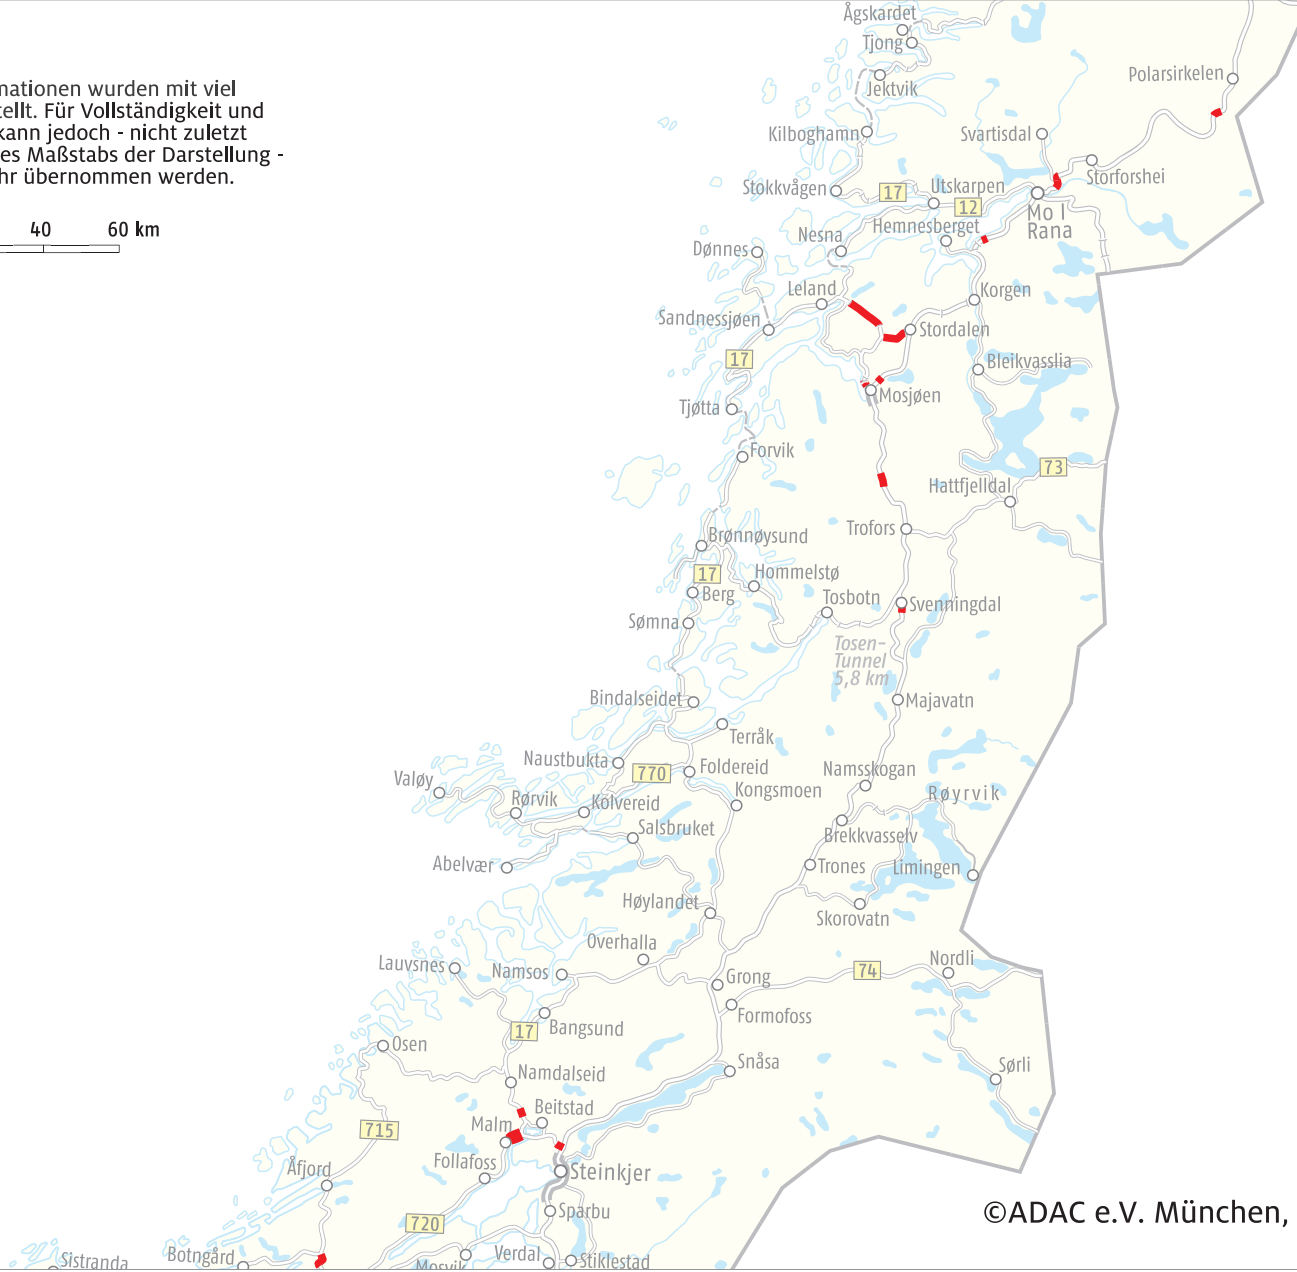 mationen wurden mit viel
tellt. Für Vollständigkeit und
kann jedoch - nicht zuletzt
es Maßstabs der Darstellung -
hr übernommen werden.
40 60 km
Ågskardet
Tjong
Jektvik
Polarsirkelen
Kilboghamn
Svartisdal
Storforshei
Stokkvågen
17
Utskarpen
12
Mo I
Rana
Hemnesberget
Nesna
Dønnes
Leland
Korgen
Sandnessjøen
Stordalen
17
Bleikvasslia
Mosjøen
Tjøtta
Forvik
73
Hattfjelldal
Trofors
Brønnøysund
17
Hommelstø
Berg
Tosbotn
Svenningdal
Sømna
Tosen-
Tunnel
5,8 km
Bindalseidet
Majavatn
Terråk
Naustbukta
770
Foldereid
Namsskogan
Valøy
Kongsmoen
Røyrvik
Rørvik
Kolvereid
Salsbruket
Brekkvasselv
Abelvær
Trones
Limingen
Høylandet
Skorovatn
Overhalla
Lauvsnes
Namsos
Grong
74
Nordli
Formofoss
17
Bangsund
Osen
Snåsa
Sørli
Namdalseid
Beitstad
Malm
715
Follafoss
Steinkjer
Åfjord
Sparbu
720
©ADAC e.V. München,
Sistranda
Botngård
Mosvik
Verdal
Stiklestad